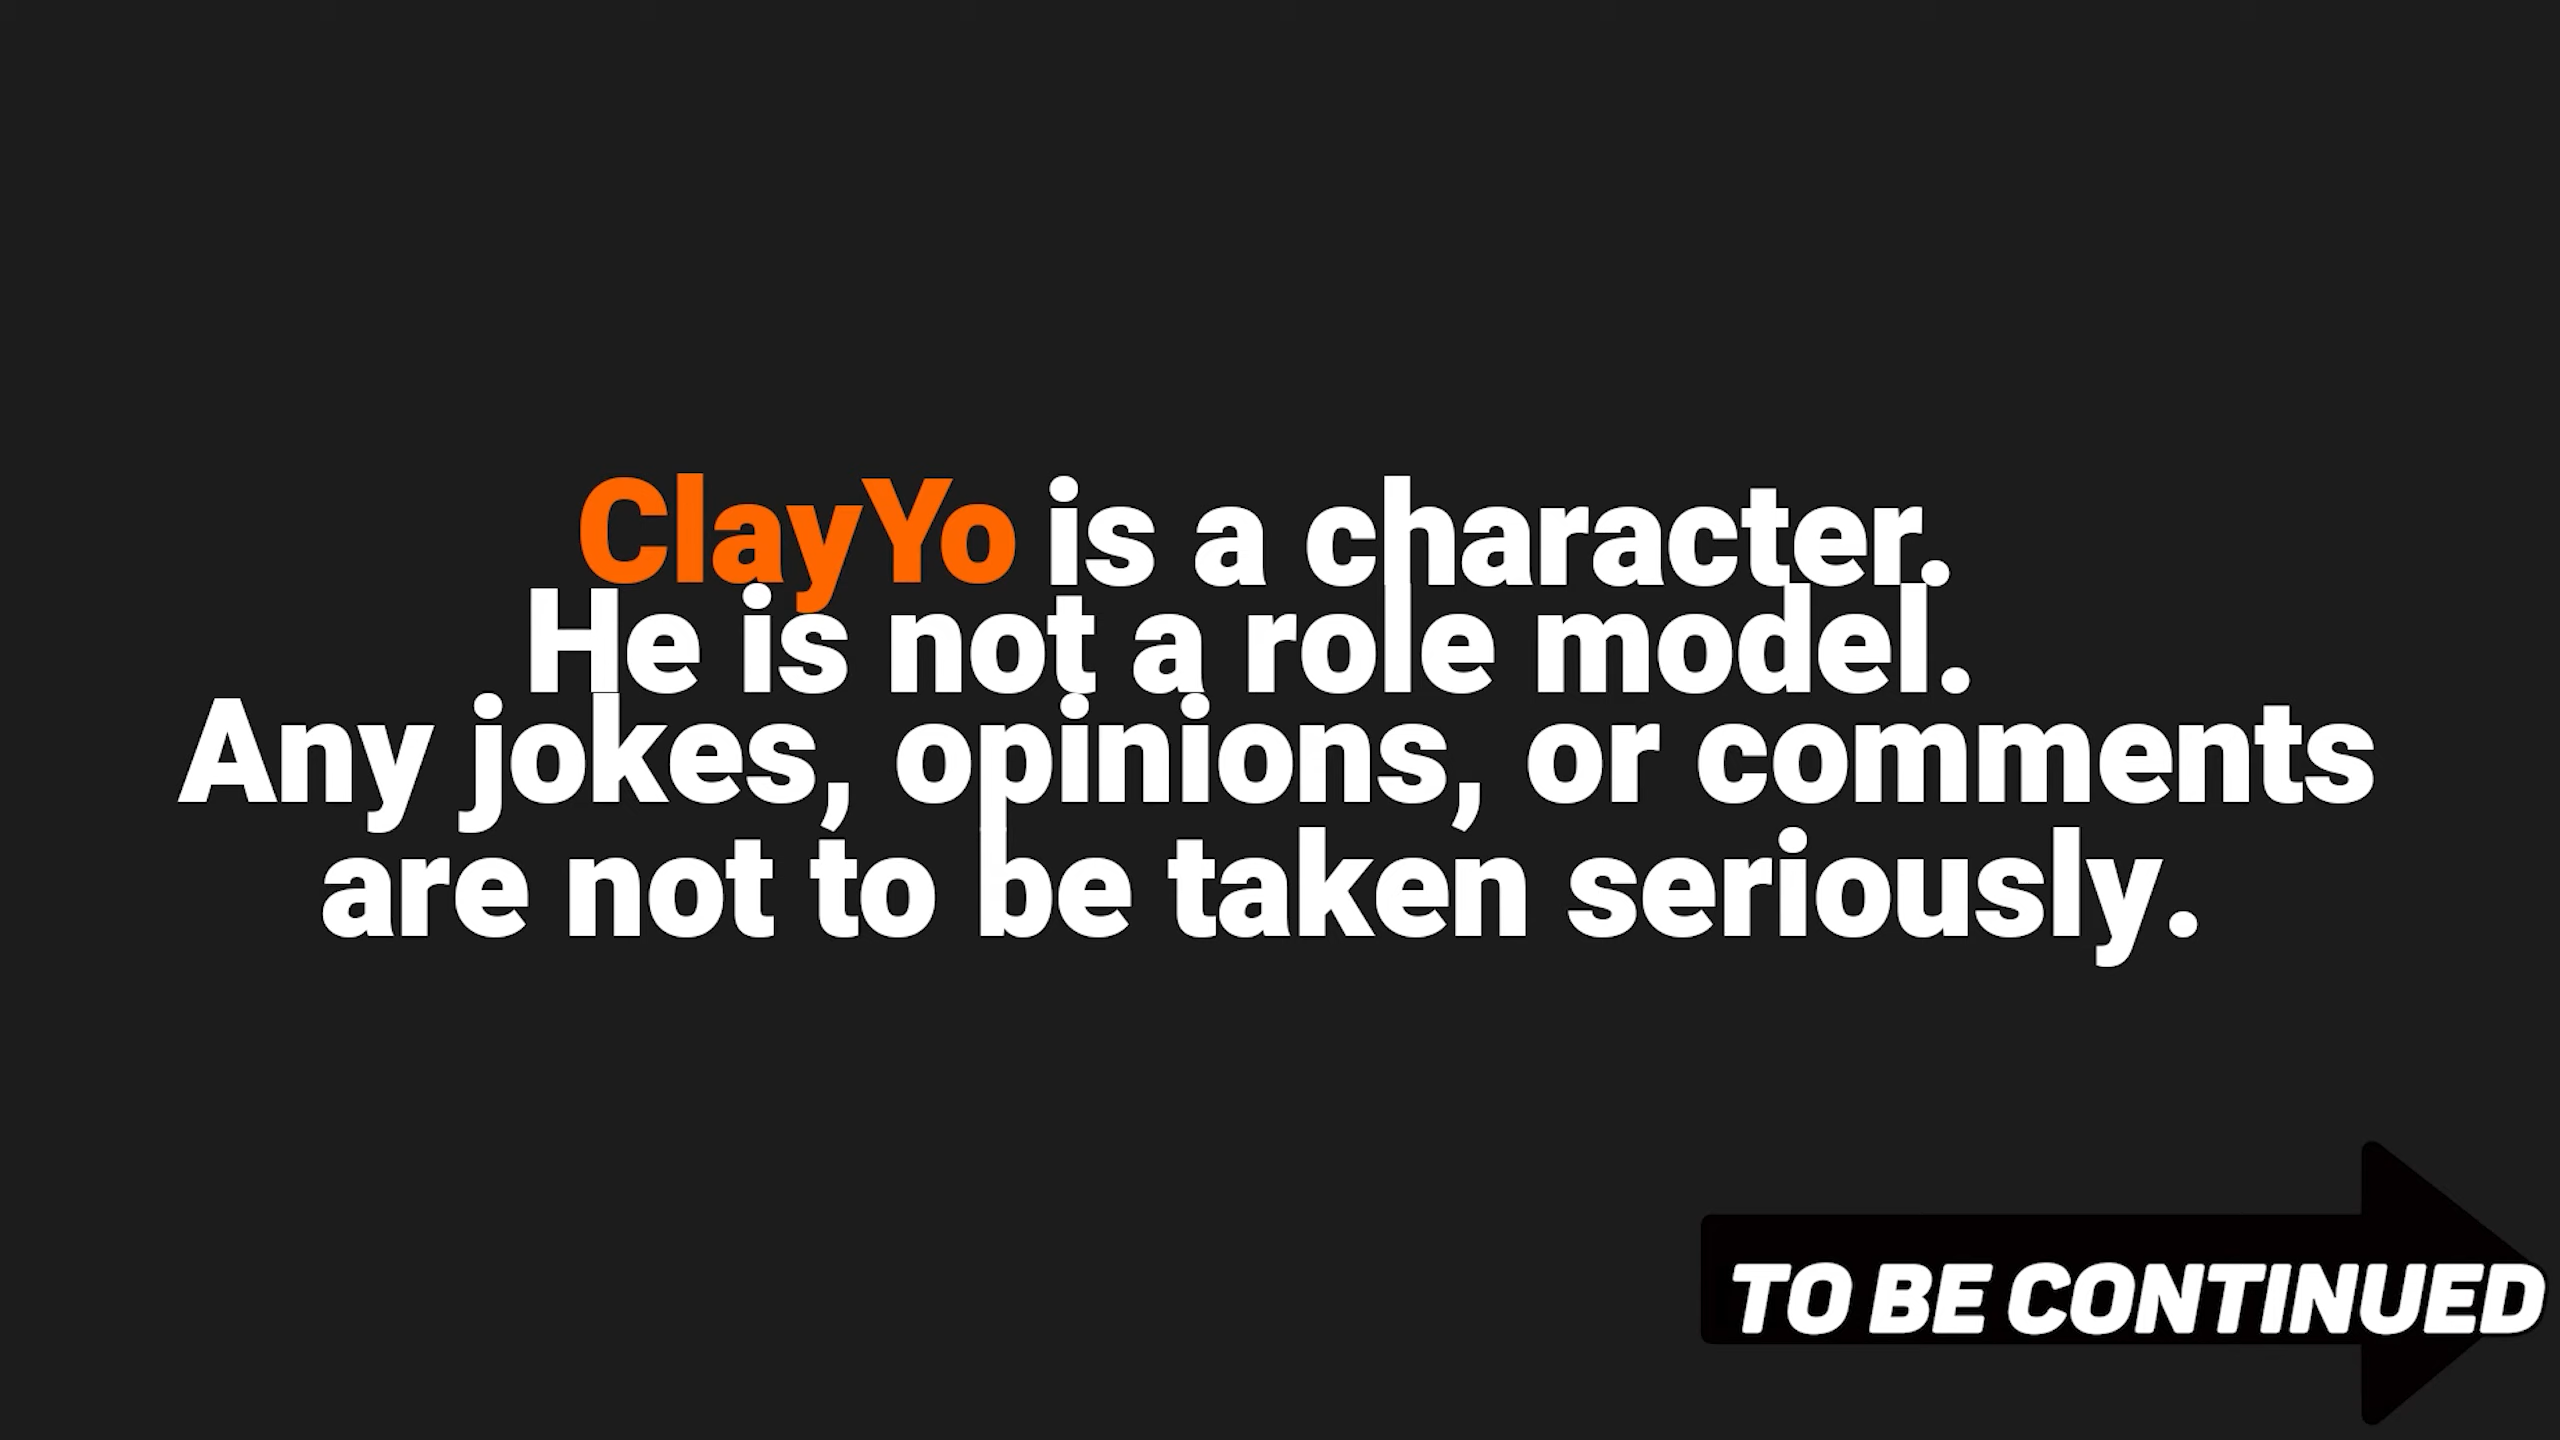 ClayYo is a character.
He is not a role model.
Any jokes, opinions, or comments
are not to be taken seriously.
TO BE CONTINUED